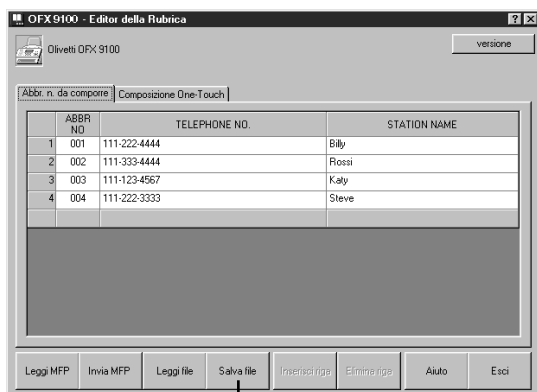 OFX 9100 - Editor della Rubrica
Olivetti OFX 9100
versione
Abbr. n. da comporre Composizione One-Touch
ABBR NO TELEPHONE NO. STATION NAME
1 001 111-222-4444 Billy
2 002 111-333-4444 Rossi
3 003 111-123-4567 Katy
4 004 111-222-3333 Steve
Leggi MFP Invia MFP Leggi file Salva file Inserisci riga Elimina riga Aiuto Esci